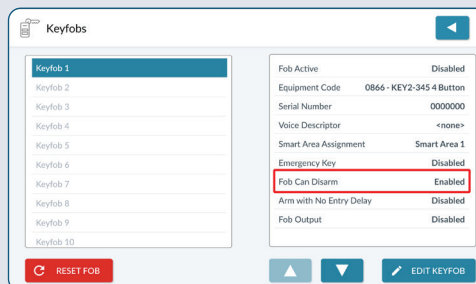 Keyfobs
Keyfob 1
Keyfob 2
Keyfob 3
Keyfob 4
Keyfob 5
Keyfob 6
Keyfob 7
Keyfob 8
Keyfob 9
Keyfob 10
Fob Active Disabled
Equipment Code 0866 - KEY2-345 4 Button
Serial Number 0000000
Voice Descriptor <none>
Smart Area Assignment Smart Area 1
Emergency Key Disabled
Fob Can Disarm Enabled
Arm with No Entry Delay Disabled
Fob Output Disabled
RESET FOB
EDIT KEYFOB